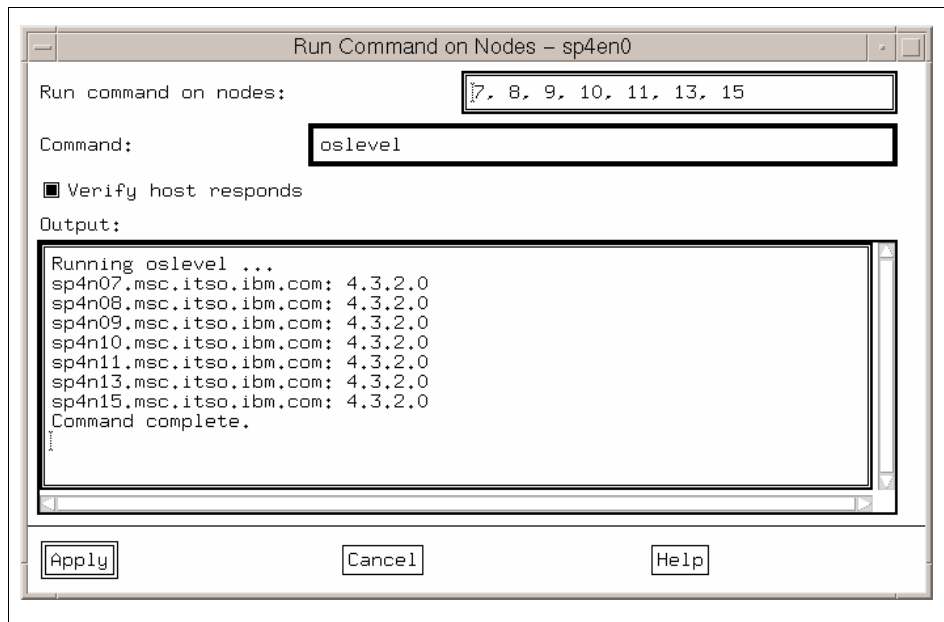 Run Command on Nodes – sp4en0
Run command on nodes: 7, 8, 9, 10, 11, 13, 15
Command: oslevel
Verify host responds
Output:
Running oslevel ...
sp4n07.msc.itso.ibm.com: 4.3.2.0
sp4n08.msc.itso.ibm.com: 4.3.2.0
sp4n09.msc.itso.ibm.com: 4.3.2.0
sp4n10.msc.itso.ibm.com: 4.3.2.0
sp4n11.msc.itso.ibm.com: 4.3.2.0
sp4n13.msc.itso.ibm.com: 4.3.2.0
sp4n15.msc.itso.ibm.com: 4.3.2.0
Command complete.
Apply Cancel Help